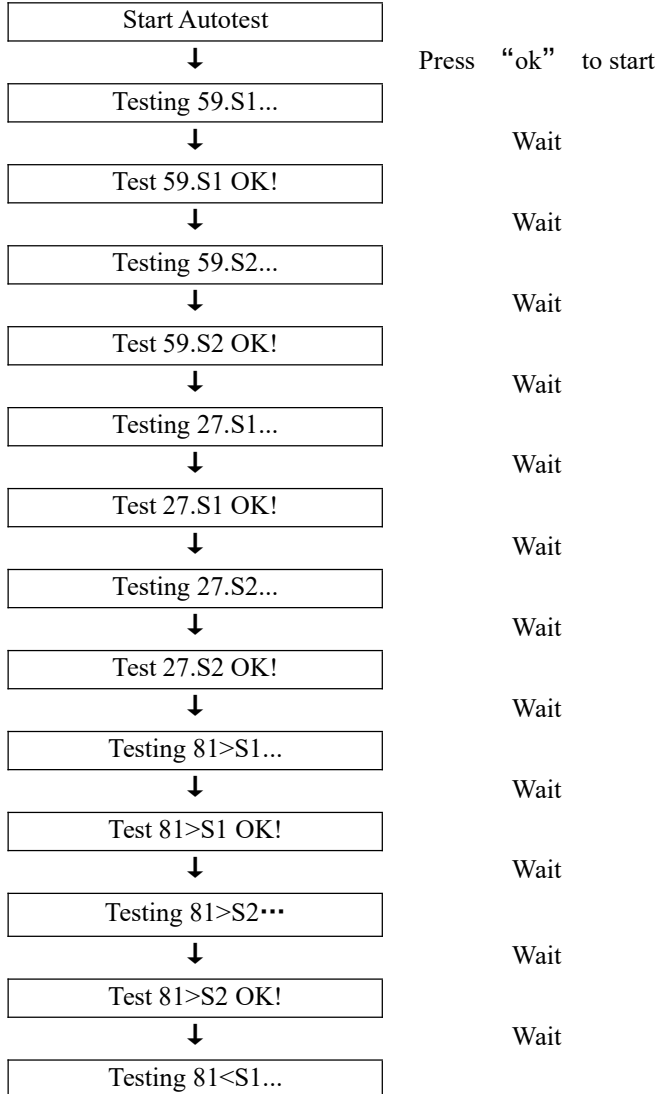 Start Autotest
↓ Press “ok” to start
Testing 59.S1...
↓ Wait
Test 59.S1 OK!
↓ Wait
Testing 59.S2...
↓ Wait
Test 59.S2 OK!
↓ Wait
Testing 27.S1...
↓ Wait
Test 27.S1 OK!
↓ Wait
Testing 27.S2...
↓ Wait
Test 27.S2 OK!
↓ Wait
Testing 81>S1...
↓ Wait
Test 81>S1 OK!
↓ Wait
Testing 81>S2⋯
↓ Wait
Test 81>S2 OK!
↓ Wait
Testing 81<S1...